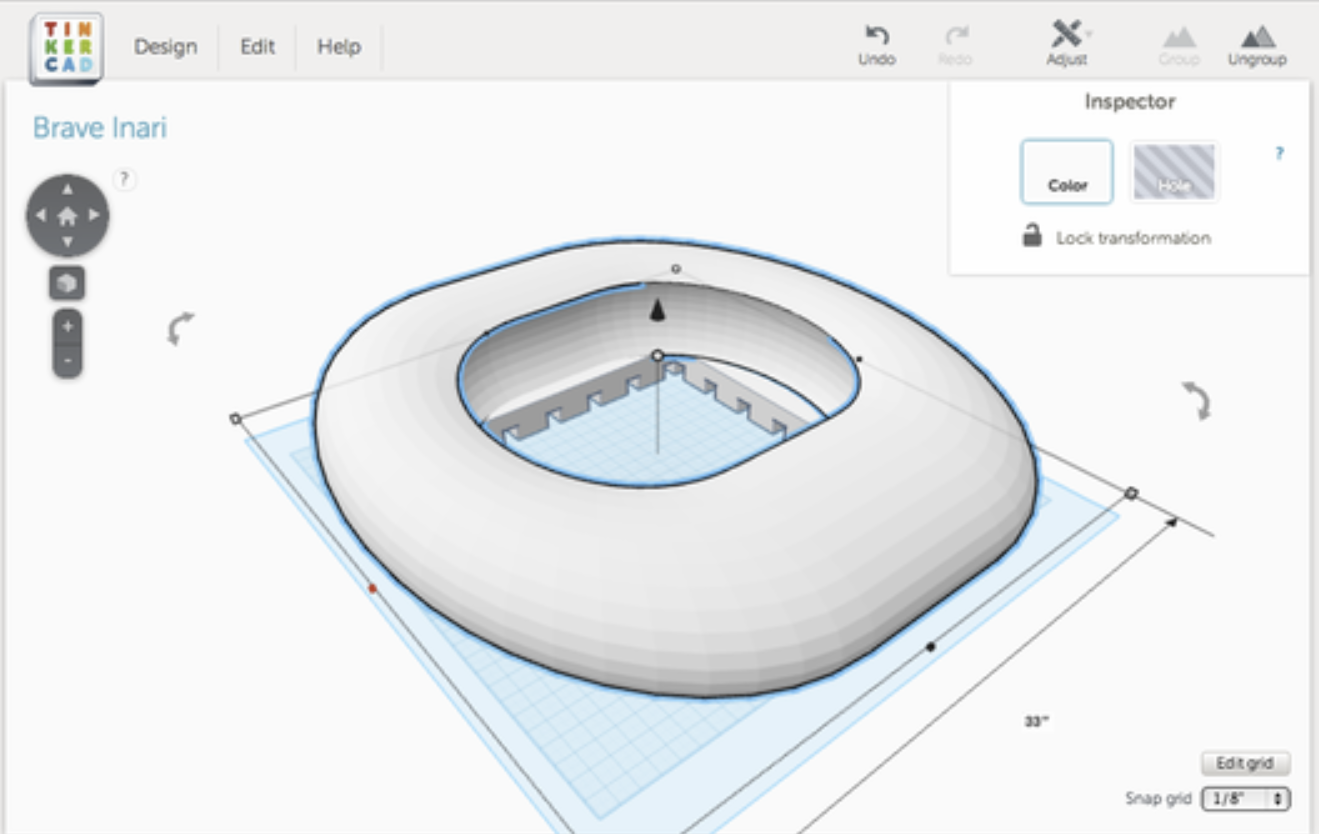 TIN
KER
CAD
Design
Edit
Help
Undo
Redo
Adjust
Group
Ungroup
Inspector
Brave Inari
?
Color
Hole
?
Lock transformation
+
-
33"
Edit grid
Snap grid 1/8"